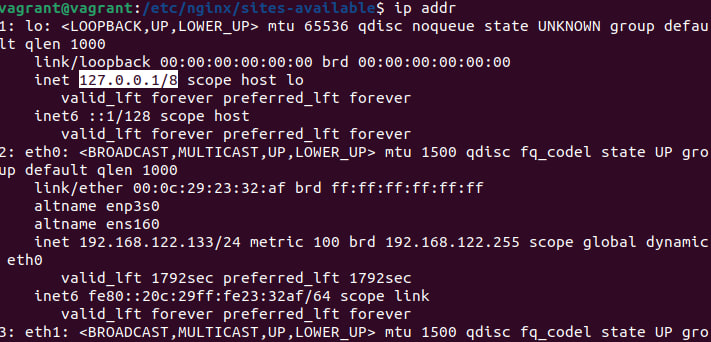 vagrant@vagrant:/etc/nginx/sites-available$ ip addr
1: lo: <LOOPBACK,UP,LOWER_UP> mtu 65536 qdisc noqueue state UNKNOWN group defau
lt qlen 1000
    link/loopback 00:00:00:00:00:00 brd 00:00:00:00:00:00
    inet 127.0.0.1/8 scope host lo
       valid_lft forever preferred_lft forever
    inet6 ::1/128 scope host
       valid_lft forever preferred_lft forever
2: eth0: <BROADCAST,MULTICAST,UP,LOWER_UP> mtu 1500 qdisc fq_codel state UP gro
up default qlen 1000
    link/ether 00:0c:29:23:32:af brd ff:ff:ff:ff:ff:ff
    altname enp3s0
    altname ens160
    inet 192.168.122.133/24 metric 100 brd 192.168.122.255 scope global dynamic
 eth0
       valid_lft 1792sec preferred_lft 1792sec
    inet6 fe80::20c:29ff:fe23:32af/64 scope link
       valid_lft forever preferred_lft forever
3: eth1: <BROADCAST,MULTICAST,UP,LOWER_UP> mtu 1500 qdisc fq_codel state UP gro